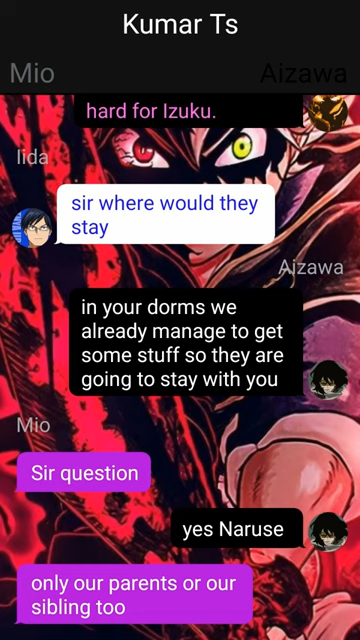 Kumar Ts
Mio
Aizawa
hard for Izuku.
Iida
sir where would they
stay
Aizawa
in your dorms we
already manage to get
some stuff so they are
going to stay with you
Mio
Sir question
yes Naruse
only our parents or our
sibling too